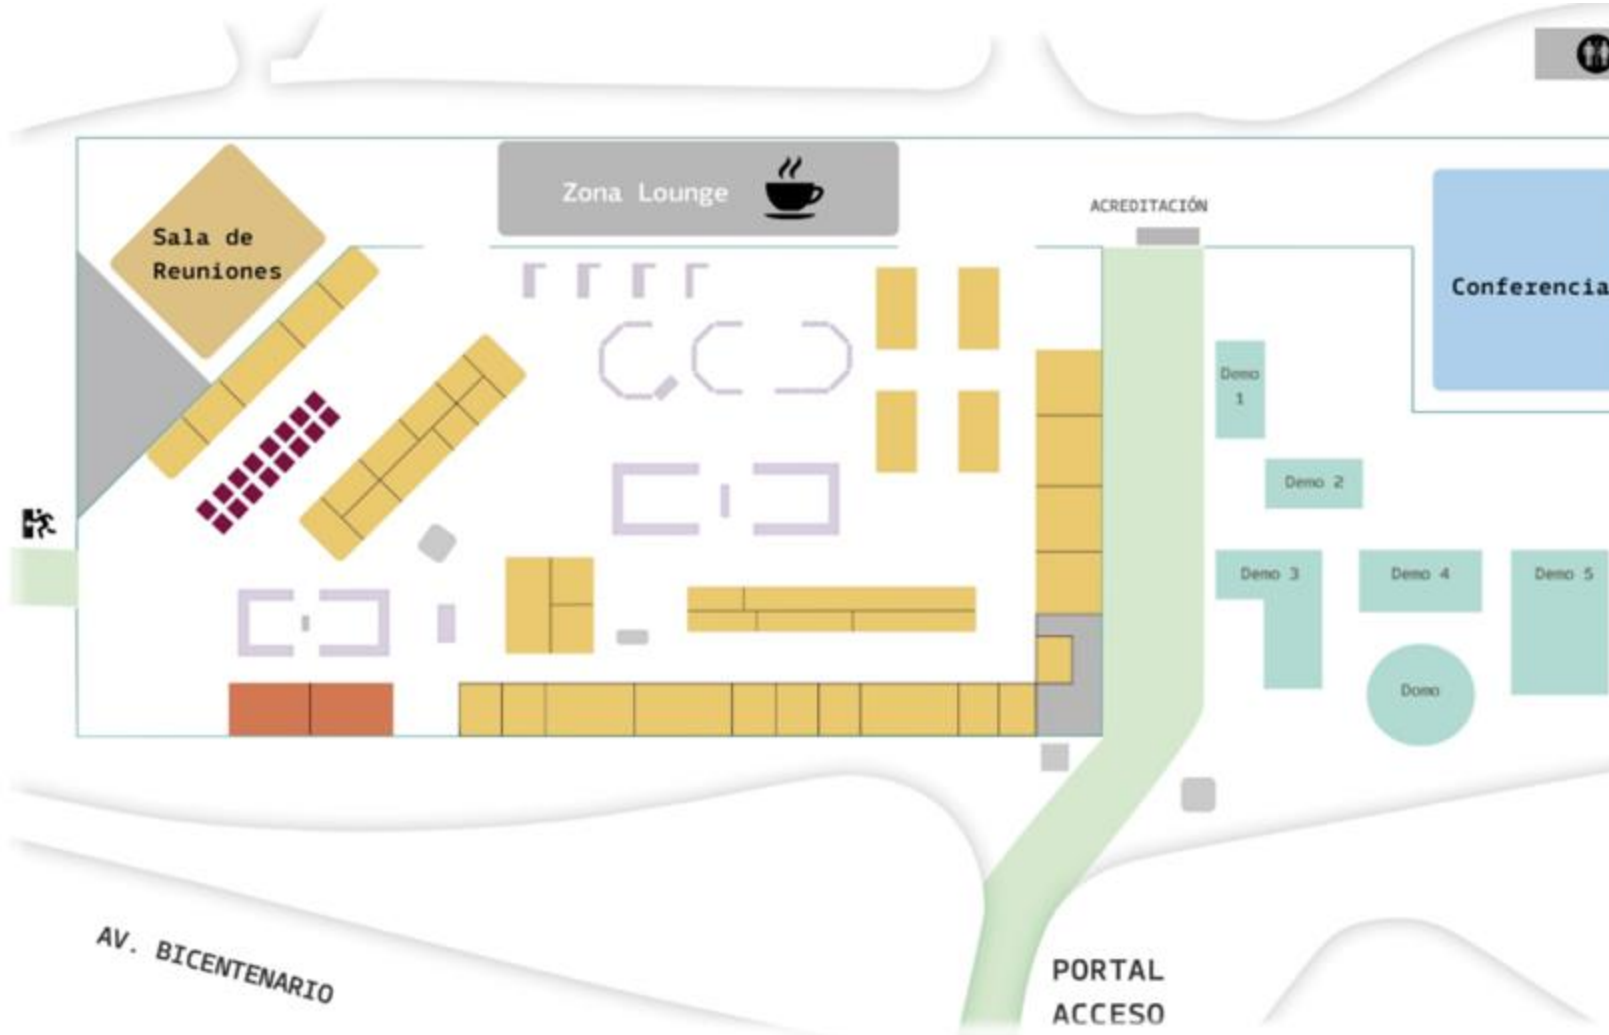 Zona Lounge
ACREDITACIÓN
Sala de
Reuniones
Conferencia
Demo
1
Demo 2
Demo 3
Demo 4
Demo 5
Domo
AV. BICENTENARIO
PORTAL
ACCESO